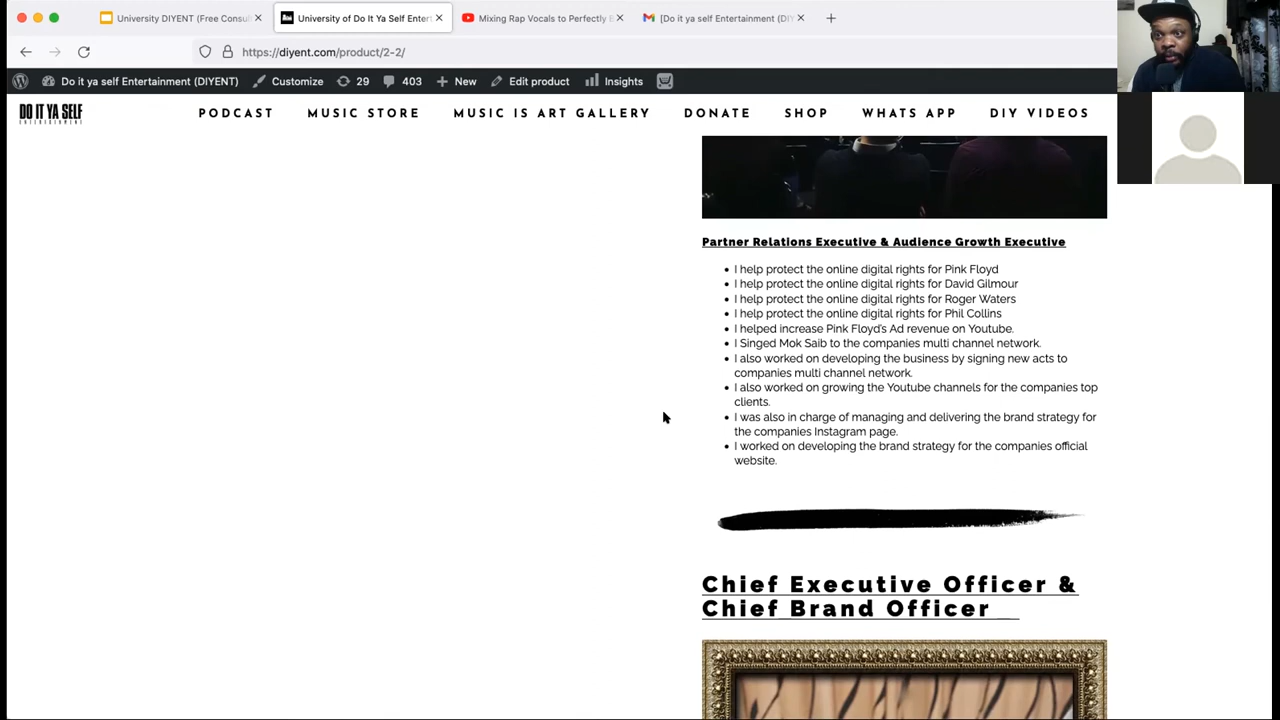 University DIYENT (Free Consul
University of Do It Ya Self Enter
Mixing Rap Vocals to Perfectly B
[Do it ya self Entertainment (DIY
https://diyent.com/product/2-2/
Do it ya self Entertainment (DIYENT)
Customize
29
403
New
Edit product
Insights
DO IT YA SELF
ENTERTAINMENT
PODCAST
MUSIC STORE
MUSIC IS ART GALLERY
DONATE
SHOP
WHATS APP
DIY VIDEOS
Partner Relations Executive & Audience Growth Executive
I help protect the online digital rights for Pink Floyd
I help protect the online digital rights for David Gilmour
I help protect the online digital rights for Roger Waters
I help protect the online digital rights for Phil Collins
I helped increase Pink Floyd's Ad revenue on Youtube.
I Singed Mok Saib to the companies multi channel network.
I also worked on developing the business by signing new acts to
companies multi channel network.
I also worked on growing the Youtube channels for the companies top
clients.
I was also in charge of managing and delivering the brand strategy for
the companies Instagram page.
I worked on developing the brand strategy for the companies official
website.
Chief Executive Officer &
Chief Brand Officer